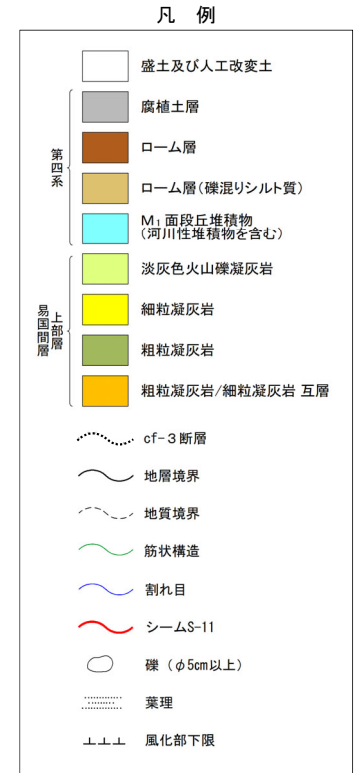 凡 例
盛土及び人工改変土
第四系
腐植土層
ローム層
ローム層(礫混りシルト質)
M₁面段丘堆積物
(河川性堆積物を含む)
易国間層
上部層
淡灰色火山礫凝灰岩
細粒凝灰岩
粗粒凝灰岩
粗粒凝灰岩/細粒凝灰岩 互層
cf-3断層
地層境界
地質境界
筋状構造
割れ目
シームS-11
礫(φ5cm以上)
葉理
風化部下限